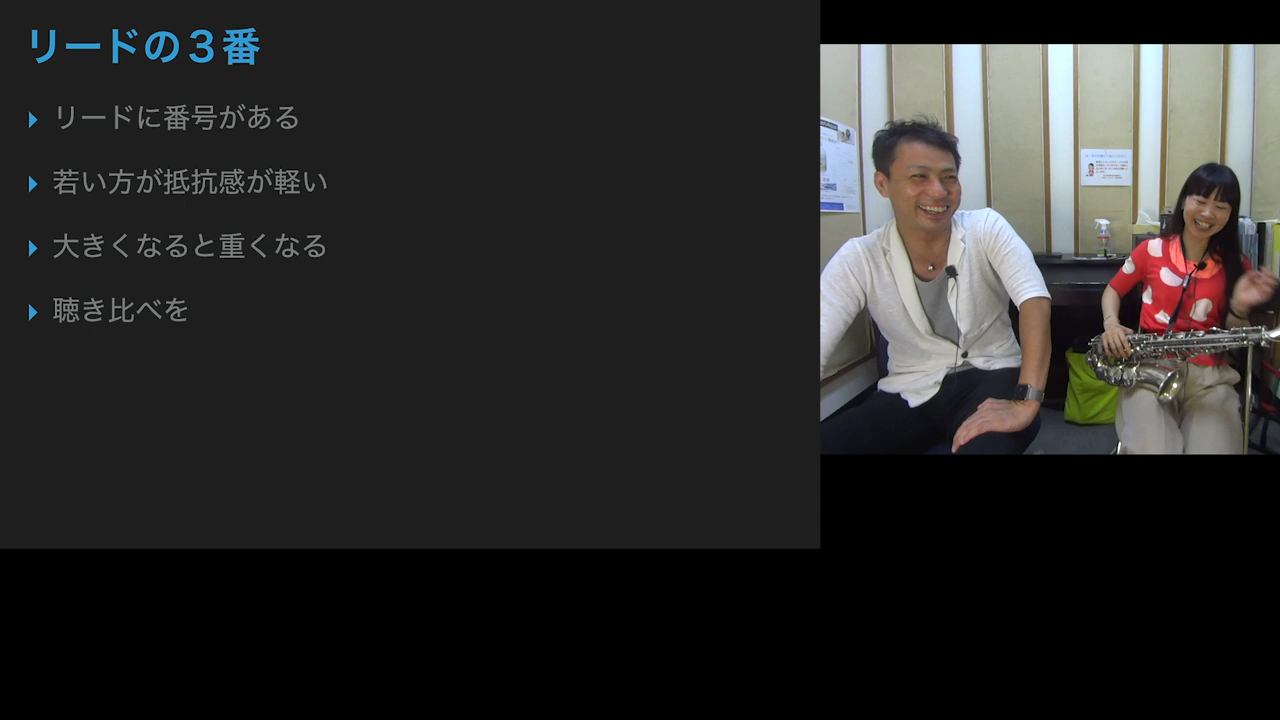 リードの３番
リードに番号がある
若い方が抵抗感が軽い
大きくなると重くなる
聴き比べを